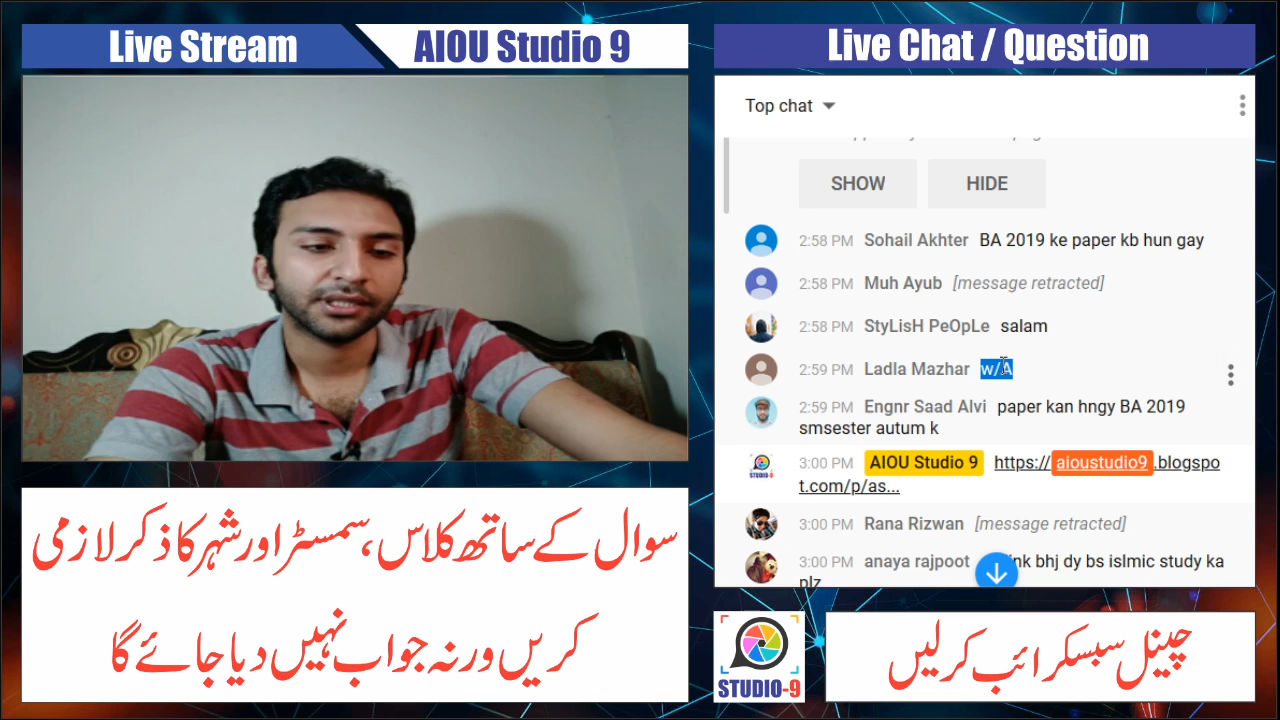 Live Stream
AIOU Studio 9
سوال کے ساتھ کلاس، سمسٹر اور شہر کا ذکر لازمی
کریں ورنہ جواب نہیں دیا جائے گا
Live Chat / Question
Top chat
SHOW HIDE
2:58 PM Sohail Akhter BA 2019 ke paper kb hun gay
2:58 PM Muh Ayub [message retracted]
2:58 PM StyLisH PeOpLe salam
2:59 PM Ladla Mazhar w/A
2:59 PM Engnr Saad Alvi paper kan hngy BA 2019
smsester autum k
3:00 PM AIOU Studio 9 https://aioustudio9.blogspo
t.com/p/as...
3:00 PM Rana Rizwan [message retracted]
3:00 PM anaya rajpoot bhj dy bs islmic study ka
plz
STUDIO-9
چینل سبسکرائب کرلیں